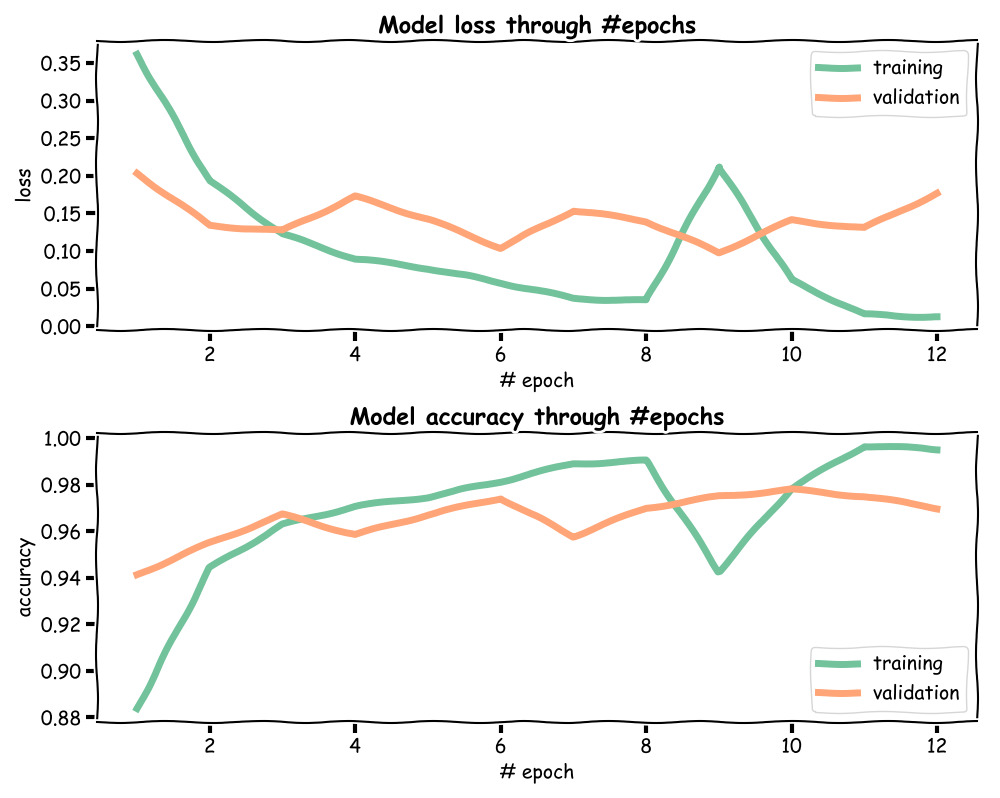 Model loss through #epochs
0.35
0.30
0.25
0.20
0.15
0.10
0.05
0.00
loss
training
validation
2 4 6 8 10 12
# epoch
Model accuracy through #epochs
1.00
0.98
0.96
0.94
0.92
0.90
0.88
accuracy
training
validation
2 4 6 8 10 12
# epoch